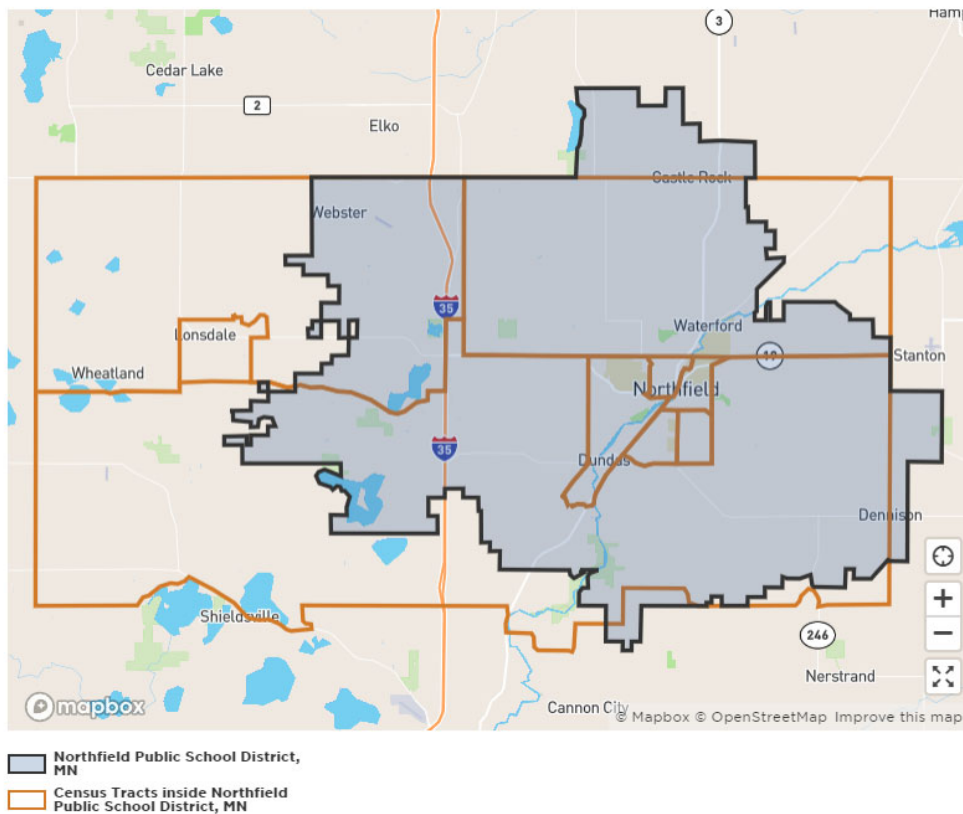 3
Hamp
Cedar Lake
2
Elko
Castle Rock
Webster
35
Waterford
Lonsdale
19
Stanton
Wheatland
Northfield
35
Dundas
Dennison
Shieldsville
246
Nerstrand
Cannon City
mapbox
© Mapbox © OpenStreetMap Improve this map
Northfield Public School District,
MN
Census Tracts inside Northfield
Public School District, MN